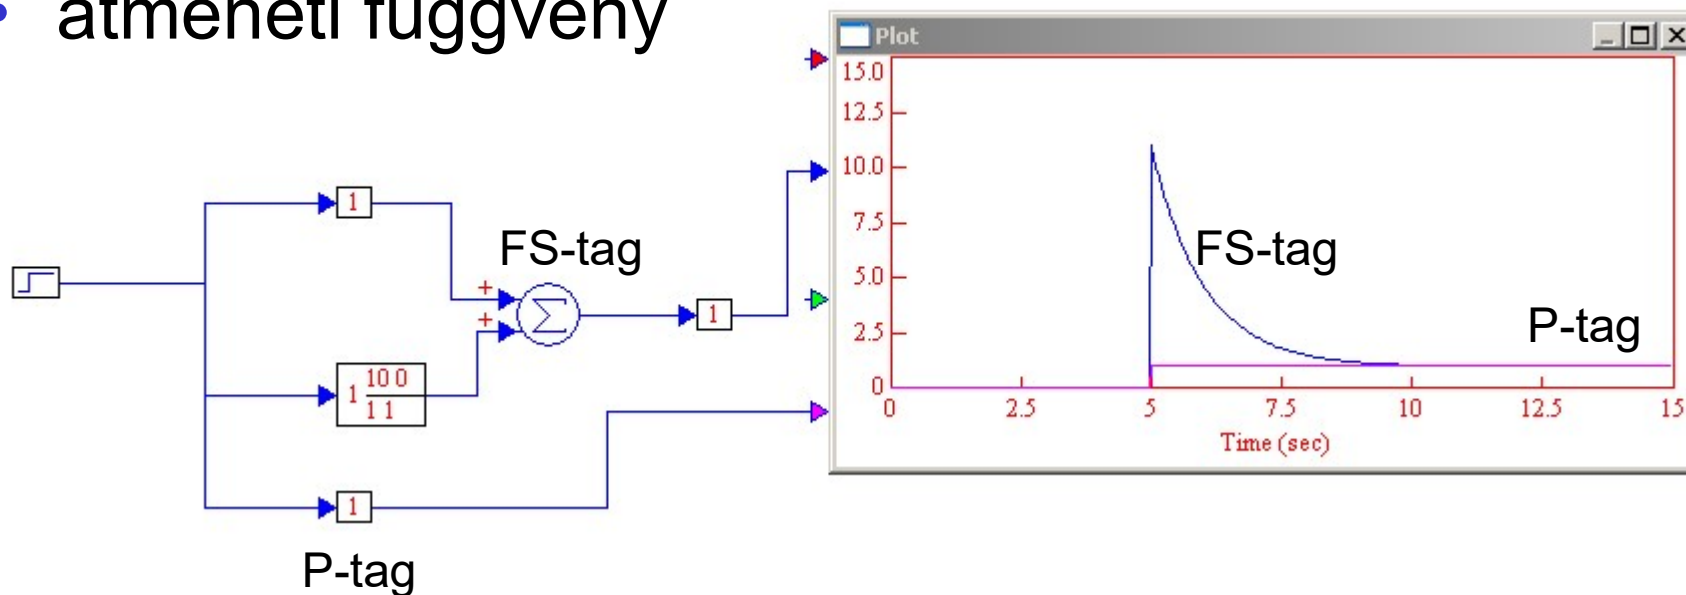 • átmeneti függvény
1
FS-tag
+
+
Σ
1
10 0
1
1 1
1
P-tag
Plot
15.0
12.5
10.0
7.5
5.0
2.5
0
FS-tag
P-tag
0 2.5 5 7.5 10 12.5 15
Time (sec)